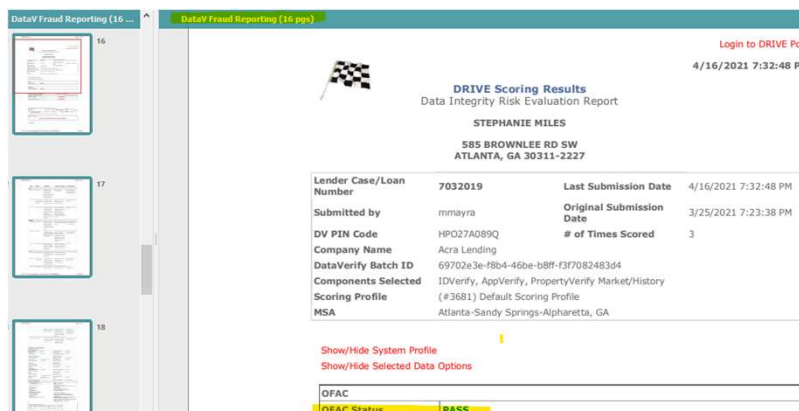 DataV Fraud Reporting (16 ...
DataV Fraud Reporting (16 pgs)
16
17
18
Login to DRIVE Po
4/16/2021 7:32:48 P
DRIVE Scoring Results
Data Integrity Risk Evaluation Report
STEPHANIE MILES
585 BROWNLEE RD SW
ATLANTA, GA 30311-2227
Lender Case/Loan Number 7032019 Last Submission Date 4/16/2021 7:32:48 PM
Submitted by mmayra Original Submission Date 3/25/2021 7:23:38 PM
DV PIN Code HPO27A089Q # of Times Scored 3
Company Name Acra Lending
DataVerify Batch ID 69702e3e-f8b4-46be-b8ff-f3f7082483d4
Components Selected IDVerify, AppVerify, PropertyVerify Market/History
Scoring Profile (#3681) Default Scoring Profile
MSA Atlanta-Sandy Springs-Alpharetta, GA
Show/Hide System Profile
Show/Hide Selected Data Options
OFAC
OFAC Status PASS